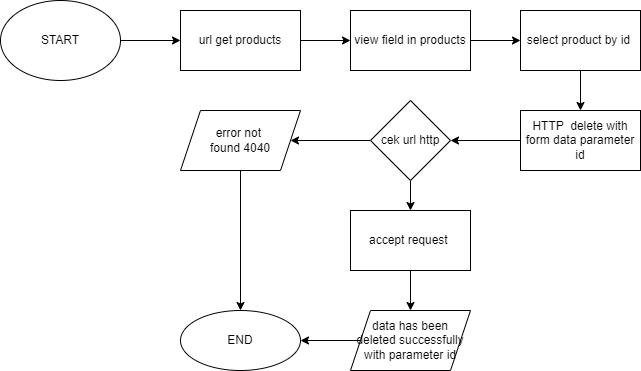 START
url get products
view field in products
select product by id
HTTP  delete with
form data parameter
id
cek url http
error not
found 4040
accept request
data has been
deleted successfully
with parameter id
END